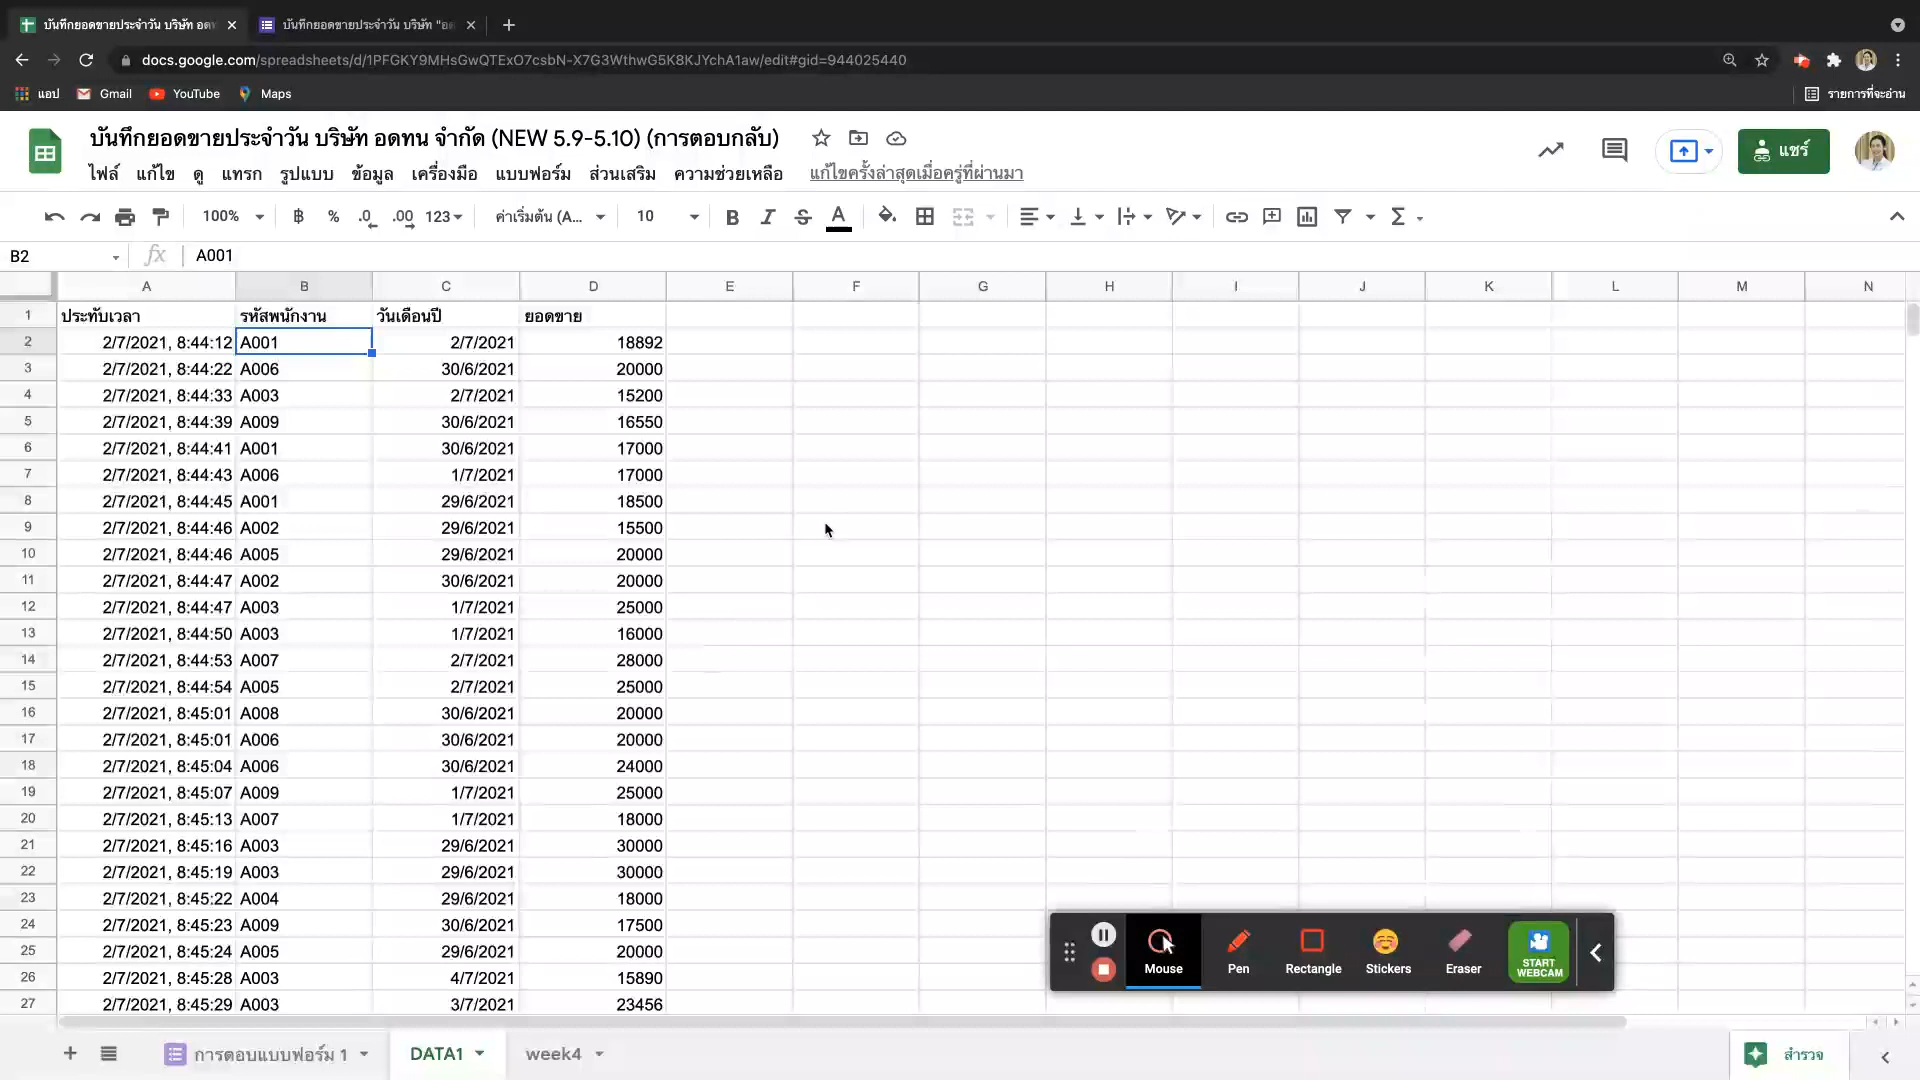 บันทึกยอดขายประจำวัน บริษัท อดท
บันทึกยอดขายประจำวัน บริษัท "อด
docs.google.com/spreadsheets/d/1PFGKY9MHsGwQTExO7csbN-X7G3WthwG5K8KJYchA1aw/edit#gid=944025440
แอป Gmail YouTube Maps รายการที่จะอ่าน
บันทึกยอดขายประจำวัน บริษัท อดทน จำกัด (NEW 5.9-5.10) (การตอบกลับ)
แชร์
ไฟล์ แก้ไข ดู แทรก รูปแบบ ข้อมูล เครื่องมือ แบบฟอร์ม ส่วนเสริม ความช่วยเหลือ แก้ไขครั้งล่าสุดเมื่อครู่ที่ผ่านมา
100% ฿ % .0 .00 123 ค่าเริ่มต้น (A... 10 B I S A Σ
B2 fx A001
A B C D E F G H I J K L M N
1 ประทับเวลา รหัสพนักงาน วันเดือนปี ยอดขาย
2 2/7/2021, 8:44:12 A001 2/7/2021 18892
3 2/7/2021, 8:44:22 A006 30/6/2021 20000
4 2/7/2021, 8:44:33 A003 2/7/2021 15200
5 2/7/2021, 8:44:39 A009 30/6/2021 16550
6 2/7/2021, 8:44:41 A001 30/6/2021 17000
7 2/7/2021, 8:44:43 A006 1/7/2021 17000
8 2/7/2021, 8:44:45 A001 29/6/2021 18500
9 2/7/2021, 8:44:46 A002 29/6/2021 15500
10 2/7/2021, 8:44:46 A005 29/6/2021 20000
11 2/7/2021, 8:44:47 A002 30/6/2021 20000
12 2/7/2021, 8:44:47 A003 1/7/2021 25000
13 2/7/2021, 8:44:50 A003 1/7/2021 16000
14 2/7/2021, 8:44:53 A007 2/7/2021 28000
15 2/7/2021, 8:44:54 A005 2/7/2021 25000
16 2/7/2021, 8:45:01 A008 30/6/2021 20000
17 2/7/2021, 8:45:01 A006 30/6/2021 20000
18 2/7/2021, 8:45:04 A006 30/6/2021 24000
19 2/7/2021, 8:45:07 A009 1/7/2021 25000
20 2/7/2021, 8:45:13 A007 1/7/2021 18000
21 2/7/2021, 8:45:16 A003 29/6/2021 30000
22 2/7/2021, 8:45:19 A003 29/6/2021 30000
23 2/7/2021, 8:45:22 A004 29/6/2021 18000
24 2/7/2021, 8:45:23 A009 30/6/2021 17500
25 2/7/2021, 8:45:24 A005 29/6/2021 20000
26 2/7/2021, 8:45:28 A003 4/7/2021 15890
27 2/7/2021, 8:45:29 A003 3/7/2021 23456
Mouse Pen Rectangle Stickers Eraser START WEBCAM
การตอบแบบฟอร์ม 1 DATA1 week4 สำรวจ